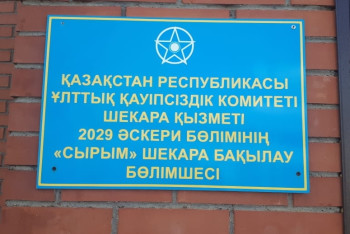 ҚАЗАҚСТАН РЕСПУБЛИКАСЫ
ҰЛТТЫҚ ҚАУІПСІЗДІК КОМИТЕТІ
ШЕКАРА ҚЫЗМЕТІ
2029 ӘСКЕРИ БӨЛІМІНІҢ
«СЫРЫМ» ШЕКАРА БАҚЫЛАУ
БӨЛІМШЕСІ